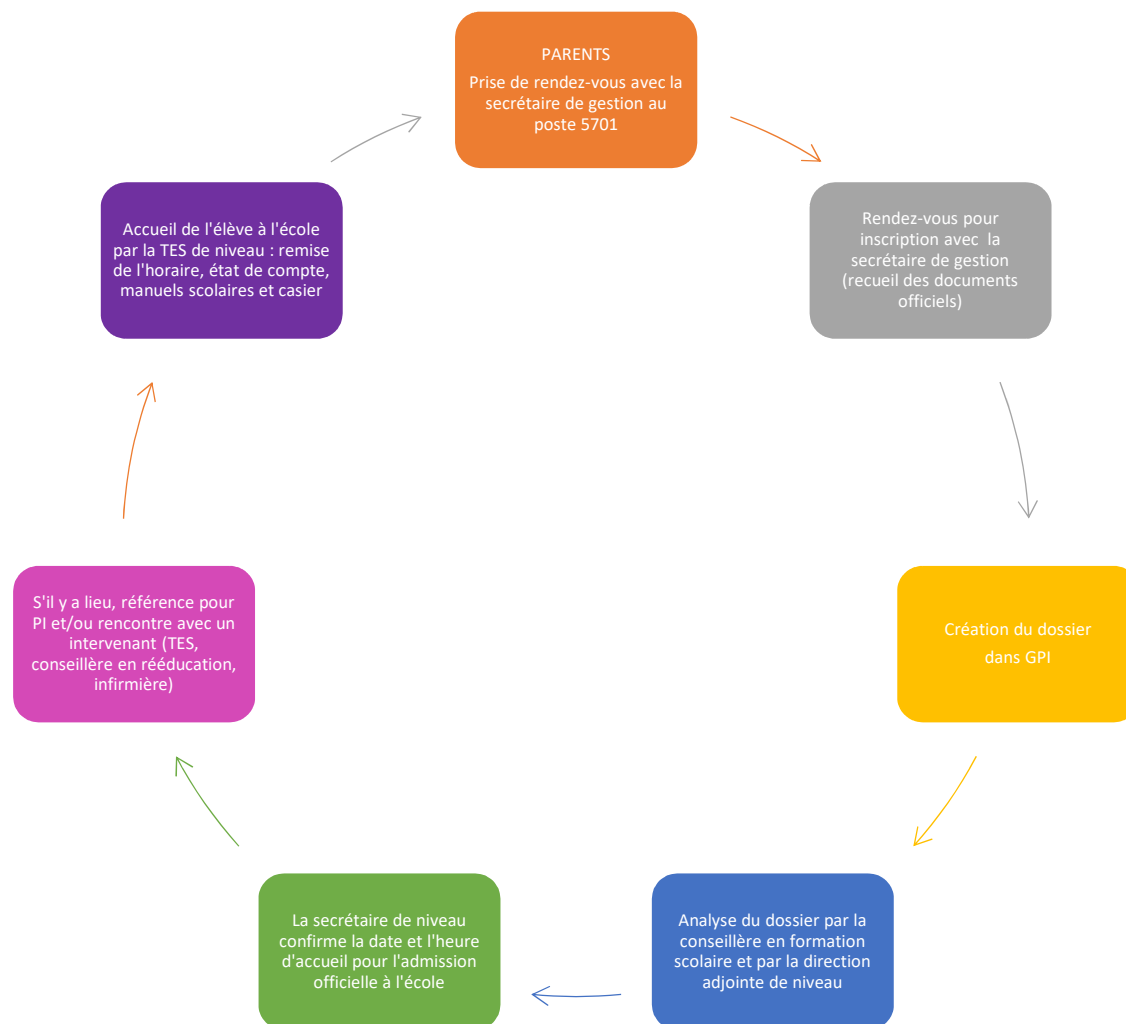 PARENTS
Prise de rendez-vous avec la
secrétaire de gestion au
poste 5701
Rendez-vous pour
inscription avec  la
secrétaire de gestion
(recueil des documents
officiels)
Création du dossier
dans GPI
Analyse du dossier par la
conseillère en formation
scolaire et par la direction
adjointe de niveau
La secrétaire de niveau
confirme la date et l'heure
d'accueil pour l'admission
officielle à l'école
S'il y a lieu, référence pour
PI et/ou rencontre avec un
intervenant (TES,
conseillère en rééducation,
infirmière)
Accueil de l'élève à l'école
par la TES de niveau : remise
de l'horaire, état de compte,
manuels scolaires et casier